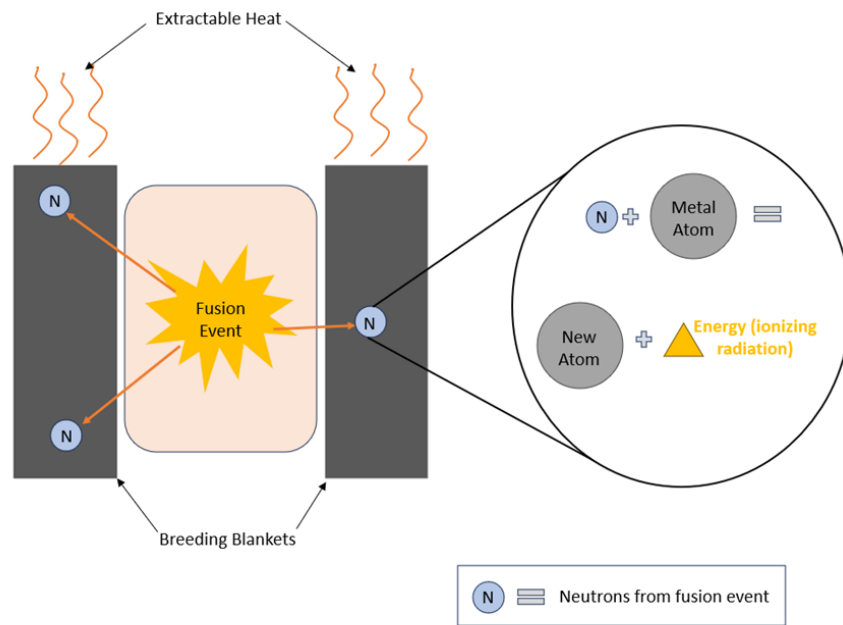 Extractable Heat
N
N
Fusion
Event
N
Breeding Blankets
N
Metal
Atom
New
Atom
Energy (ionizing
radiation)
N
Neutrons from fusion event